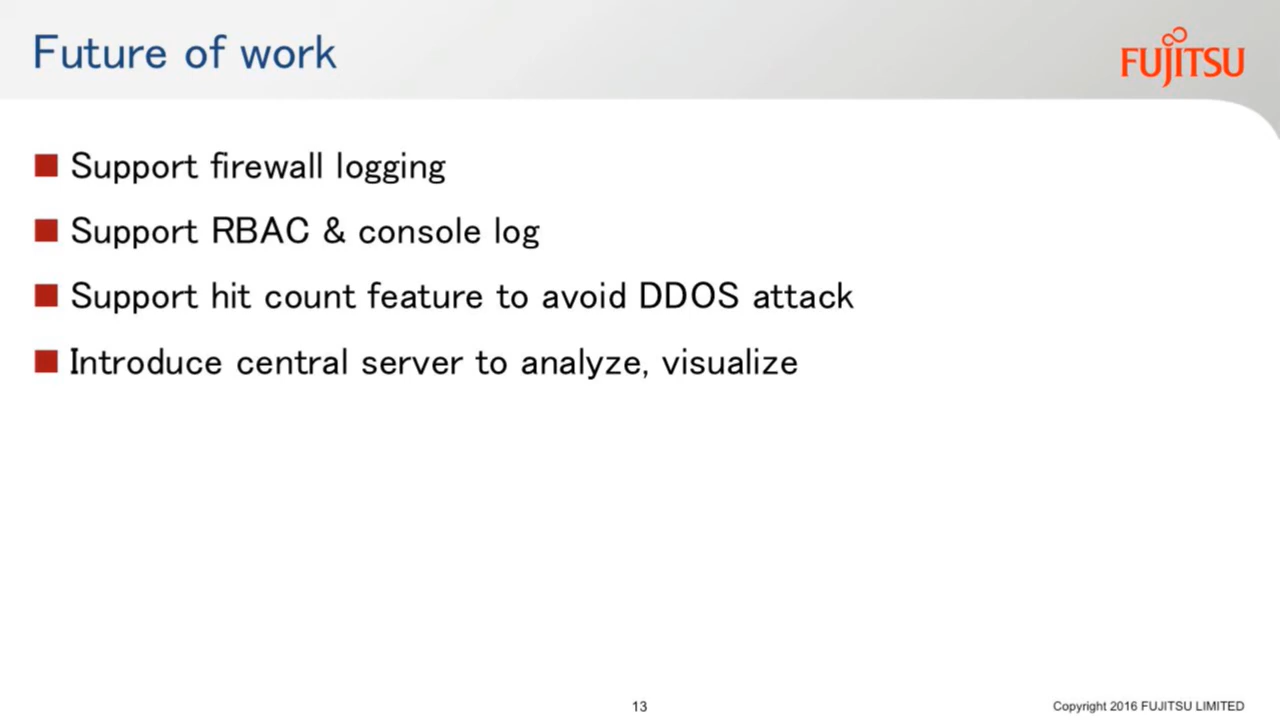 Future of work
FUJITSU
Support firewall logging
Support RBAC & console log
Support hit count feature to avoid DDOS attack
Introduce central server to analyze, visualize
13
Copyright 2016 FUJITSU LIMITED